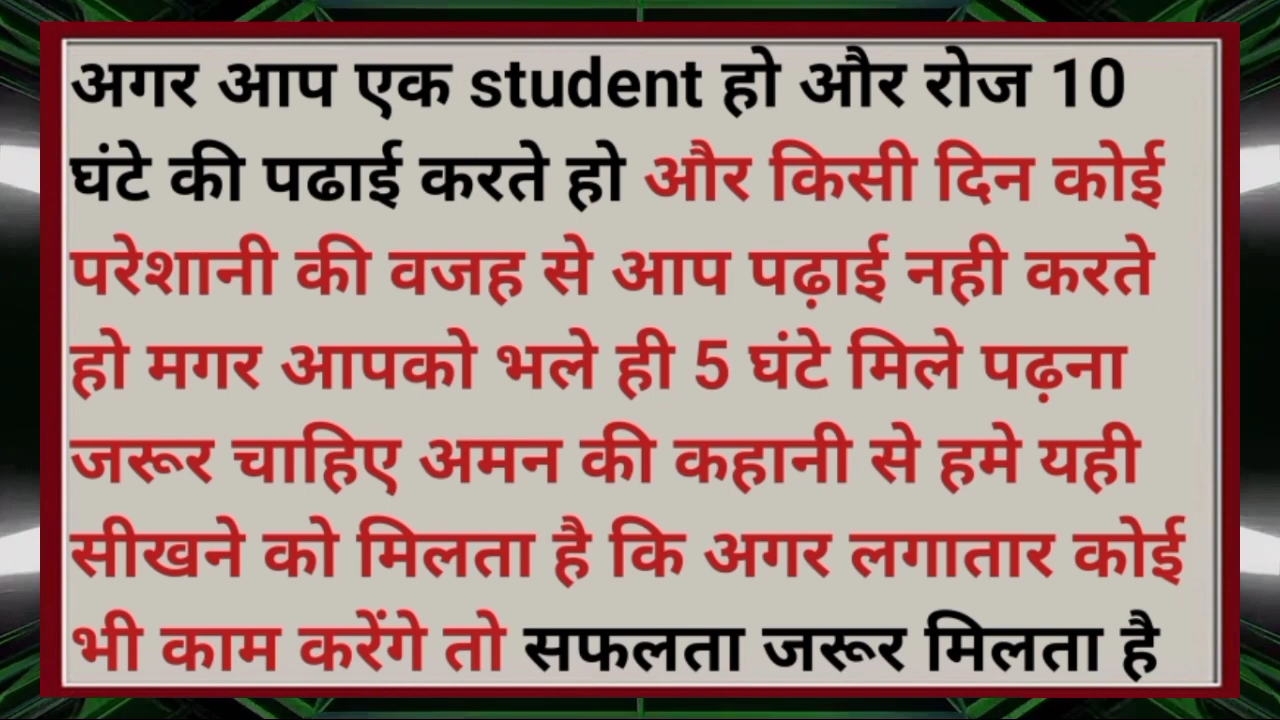 अगर आप एक student हो और रोज 10
घंटे की पढाई करते हो और किसी दिन कोई
परेशानी की वजह से आप पढ़ाई नही करते
हो मगर आपको भले ही 5 घंटे मिले पढ़ना
जरूर चाहिए अमन की कहानी से हमे यही
सीखने को मिलता है कि अगर लगातार कोई
भी काम करेंगे तो सफलता जरूर मिलता है